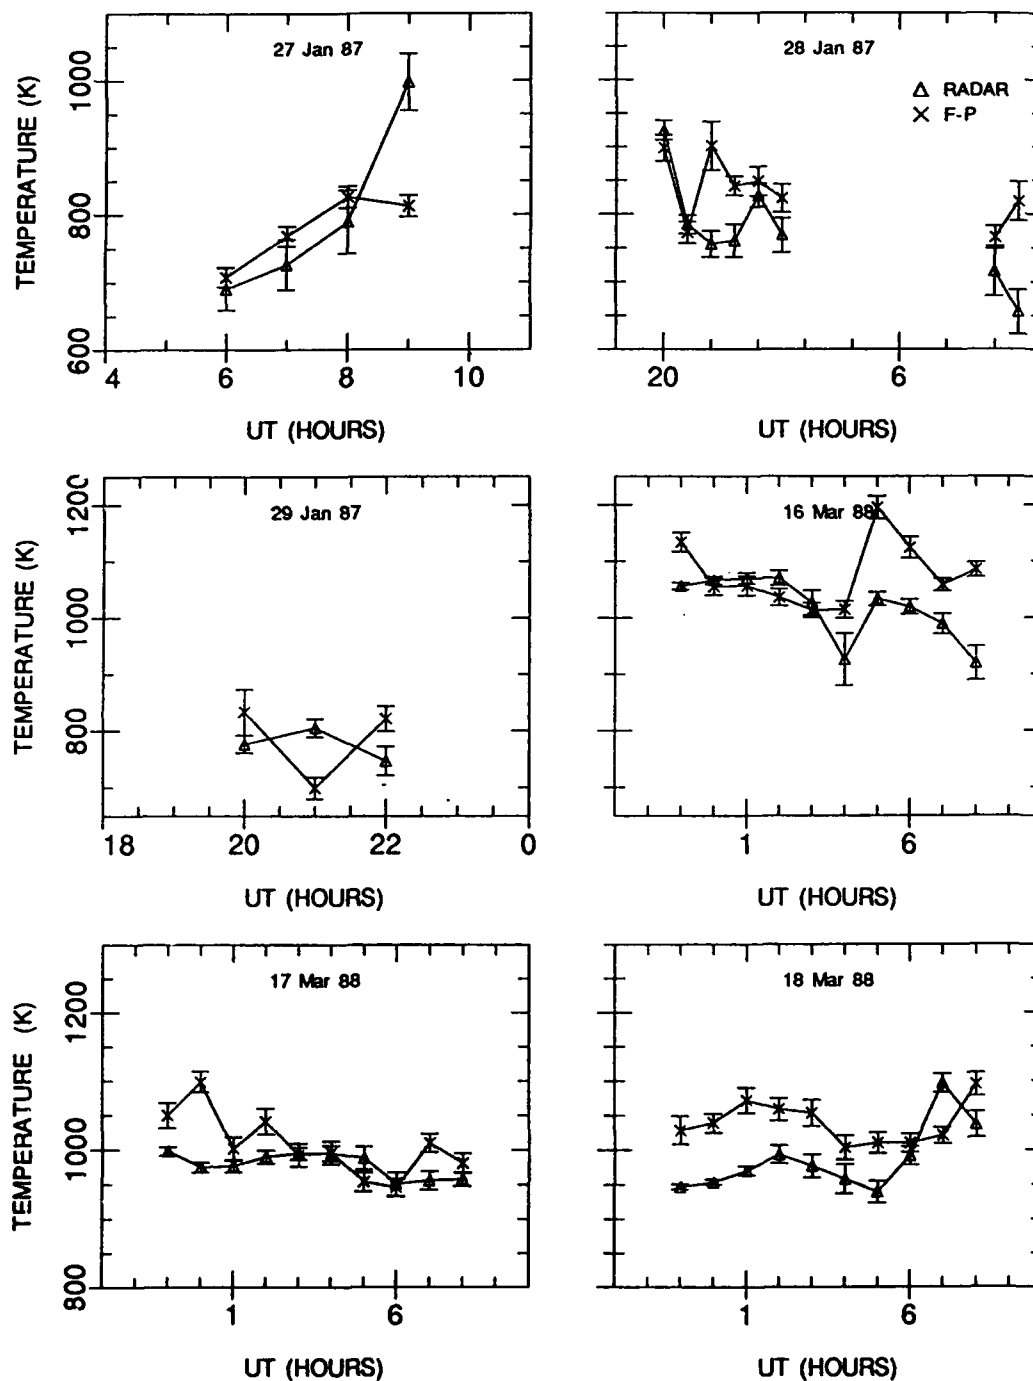 27 Jan 87
TEMPERATURE (K)
1000
800
600
4
6
8
10
UT (HOURS)
28 Jan 87
RADAR
F-P
20
6
UT (HOURS)
29 Jan 87
TEMPERATURE (K)
1200
1000
800
18
20
22
0
UT (HOURS)
16 Mar 88
1
6
UT (HOURS)
17 Mar 88
TEMPERATURE (K)
1200
1000
800
1
6
UT (HOURS)
18 Mar 88
1
6
UT (HOURS)